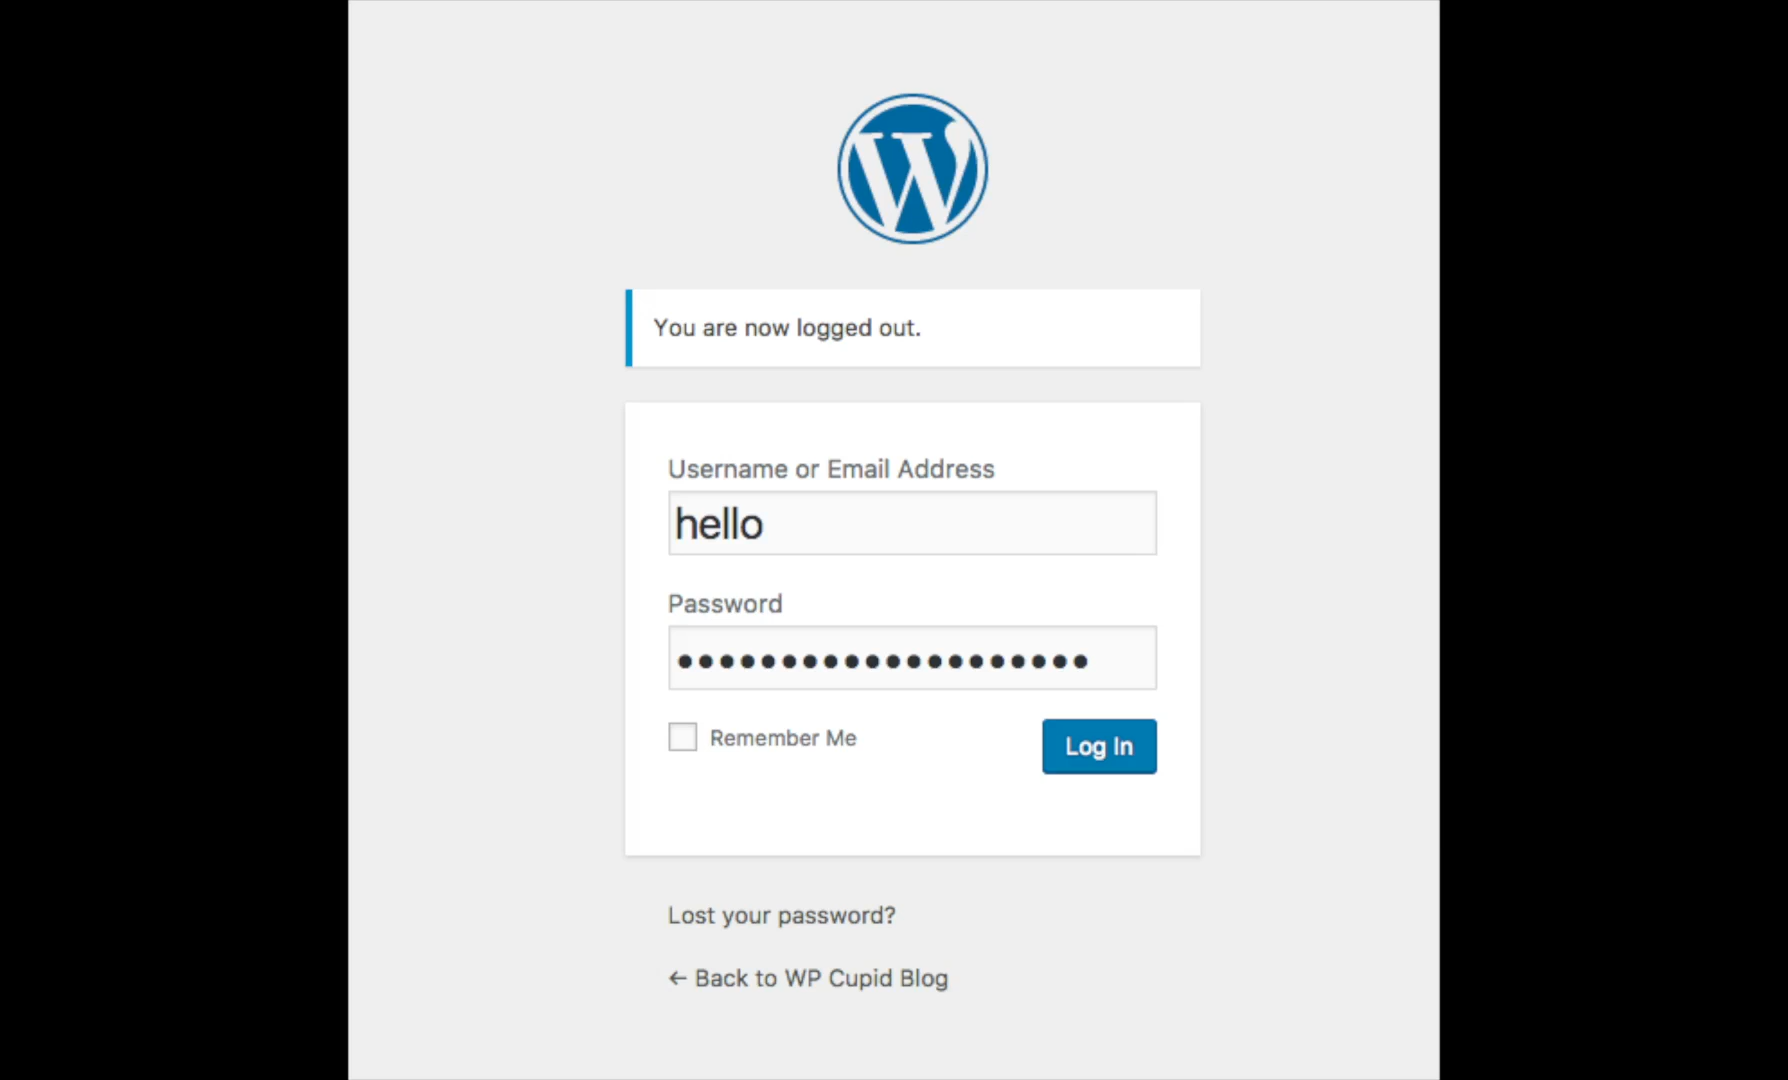 You are now logged out.
Username or Email Address
hello
Password
••••••••••••••••••••
Remember Me
Log In
Lost your password?
← Back to WP Cupid Blog